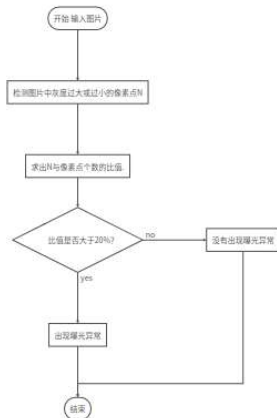 开始 输入图片
检测图片中灰度过大或过小的像素点N
求出N与像素点个数的比值.
比值是否大于20%?
no
没有出现曝光异常
yes
出现曝光异常
结束